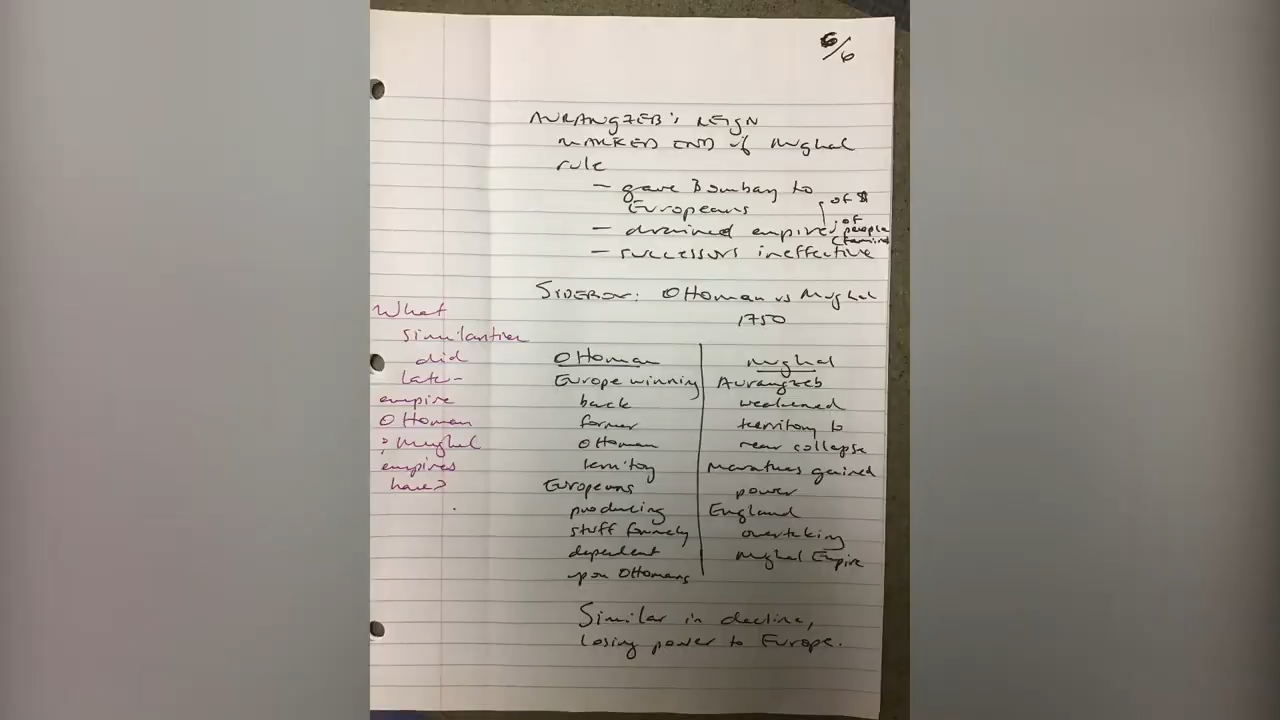 6/6
AURANGZEB'S REIGN
MARKED END of Mughal
rule
- gave Bombay to
Europeans
of $
- drained empire
of
people
- successors ineffective
SIDEBOX: Ottoman vs Mughal
1750
What
similarities
did
late-
empire
Ottoman
; Mughal
empires
have?
Ottoman
Europe winning
back
former
Ottoman
territory
Europeans
producing
stuff formerly
dependent
upon Ottomans
Mughal
Aurangzeb
weakened
territory to
near collapse
Marathas gained
power
England
overtaking
Mughal Empire
Similar in decline,
losing power to Europe.